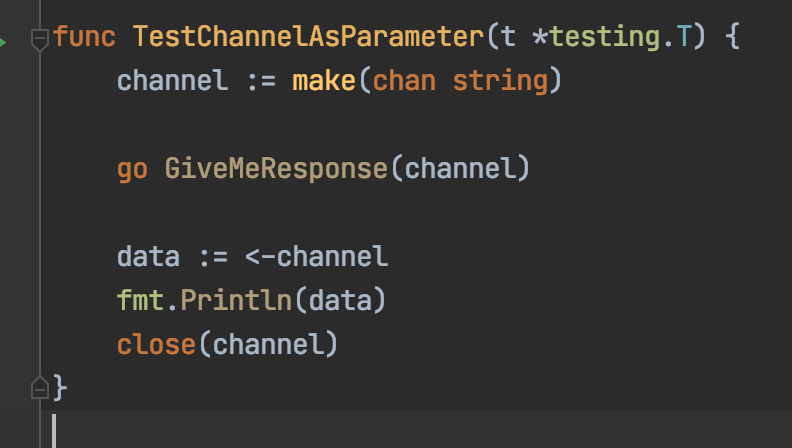 func TestChannelAsParameter(t *testing.T) {
channel := make(chan string)
go GiveMeResponse(channel)
data := <-channel
fmt.Println(data)
close(channel)
}